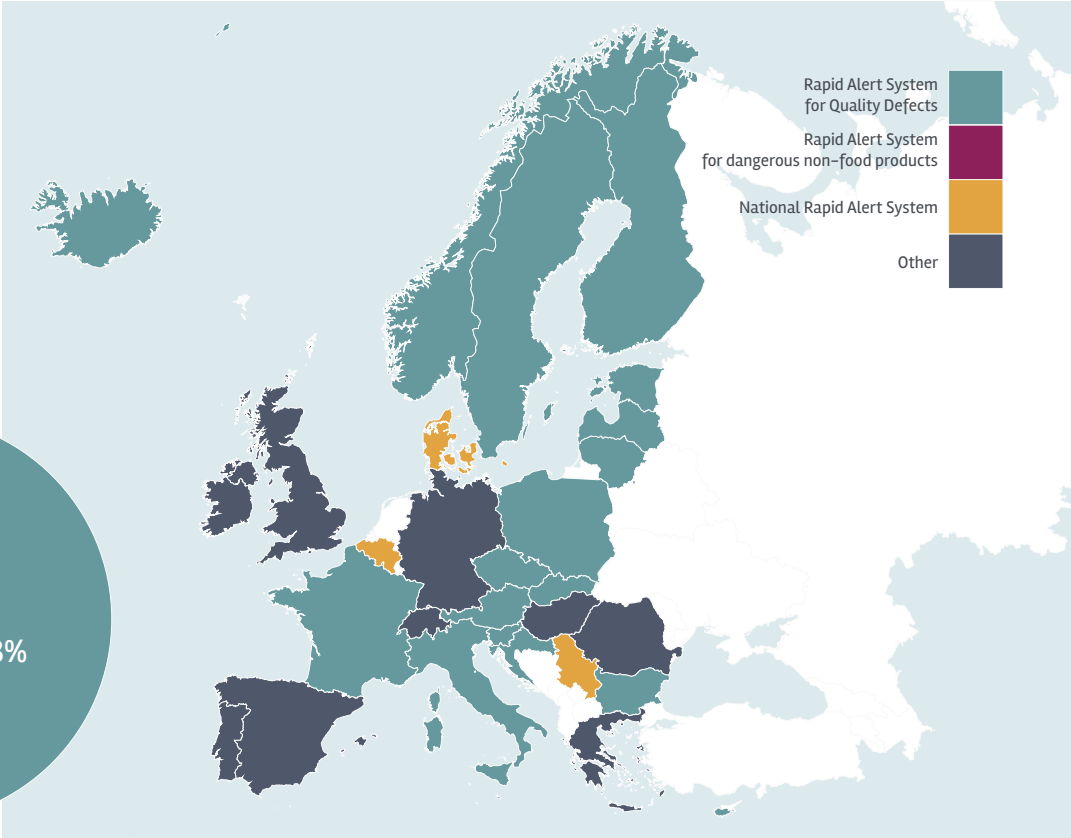 Rapid Alert System
for Quality Defects
Rapid Alert System
for dangerous non-food products
National Rapid Alert System
Other
%